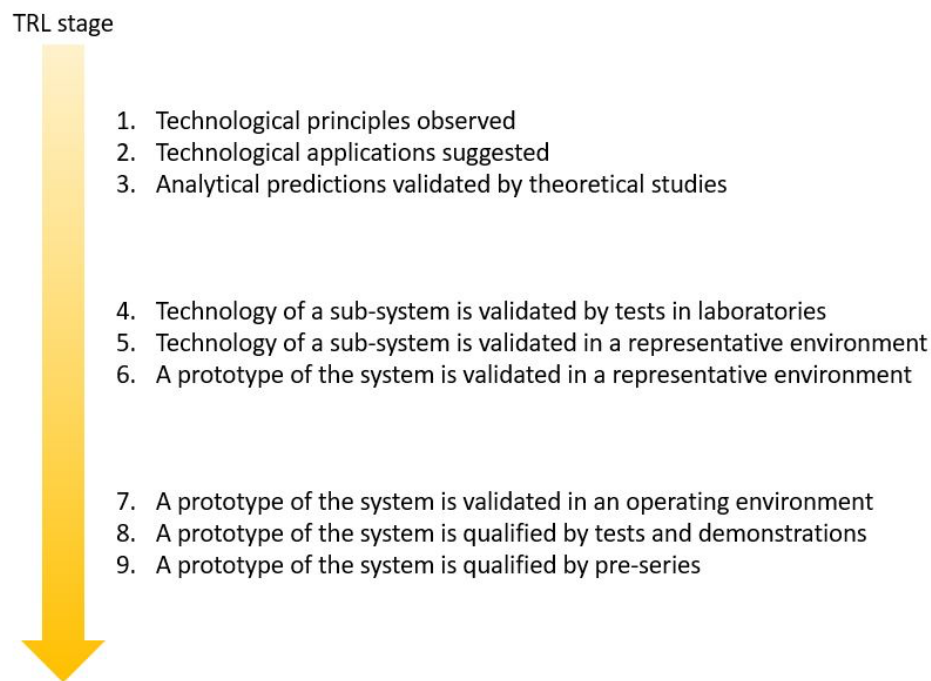 TRL stage
1. Technological principles observed
2. Technological applications suggested
3. Analytical predictions validated by theoretical studies
4. Technology of a sub-system is validated by tests in laboratories
5. Technology of a sub-system is validated in a representative environment
6. A prototype of the system is validated in a representative environment
7. A prototype of the system is validated in an operating environment
8. A prototype of the system is qualified by tests and demonstrations
9. A prototype of the system is qualified by pre-series